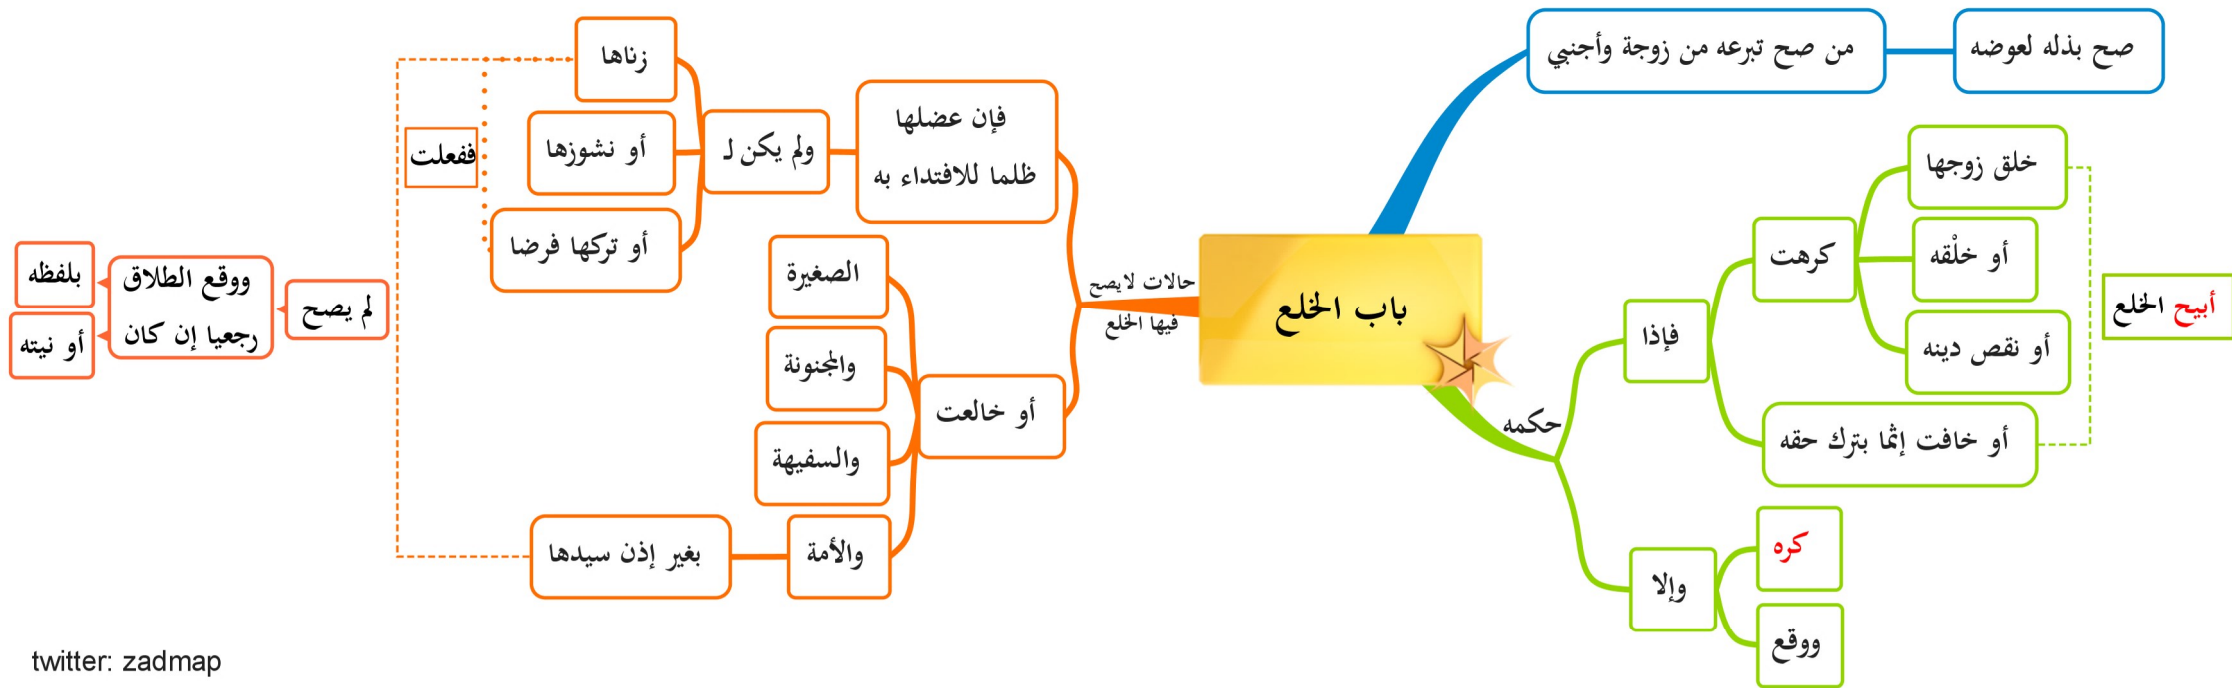 باب الخلع
من صح تبرعه من زوجة وأجنبي
صح بذله لعوضه
حكمه
فإذا
كرهت
خلق زوجها
أو خلْقه
أو نقص دينه
أو خافت إثما بترك حقه
أبيح الخلع
وإلا
كره
ووقع
حالات لايصح
فيها الخلع
فإن عضلها
ظلما للافتداء به
ولم يكن لـ
زناها
أو نشوزها
أو تركها فرضا
ففعلت
أو خالعت
الصغيرة
والمجنونة
والسفيهة
والأمة
بغير إذن سيدها
لم يصح
ووقع الطلاق
رجعيا إن كان
بلفظه
أو نيته
twitter: zadmap